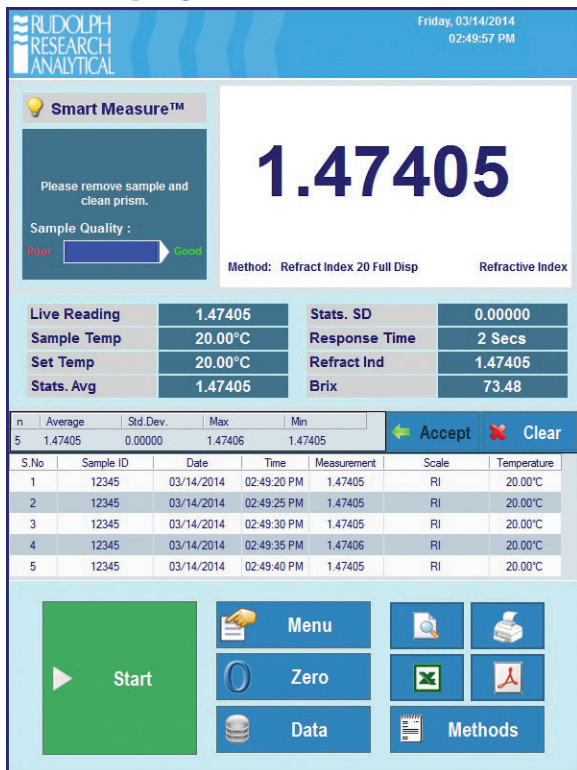 RUDOLPH
RESEARCH
ANALYTICAL
Friday, 03/14/2014
02:49:57 PM
Smart Measure™
Please remove sample and
clean prism.
Sample Quality :
Poor Good
1.47405
Method: Refract Index 20 Full Disp Refractive Index
Live Reading 1.47405 Stats. SD 0.00000
Sample Temp 20.00°C Response Time 2 Secs
Set Temp 20.00°C Refract Ind 1.47405
Stats. Avg 1.47405 Brix 73.48
n Average Std.Dev. Max Min
5 1.47405 0.00000 1.47406 1.47405
Accept Clear
S.No Sample ID Date Time Measurement Scale Temperature
1 12345 03/14/2014 02:49:20 PM 1.47405 RI 20.00°C
2 12345 03/14/2014 02:49:25 PM 1.47405 RI 20.00°C
3 12345 03/14/2014 02:49:30 PM 1.47405 RI 20.00°C
4 12345 03/14/2014 02:49:35 PM 1.47406 RI 20.00°C
5 12345 03/14/2014 02:49:40 PM 1.47405 RI 20.00°C
Start
Menu
Zero
Data
Methods